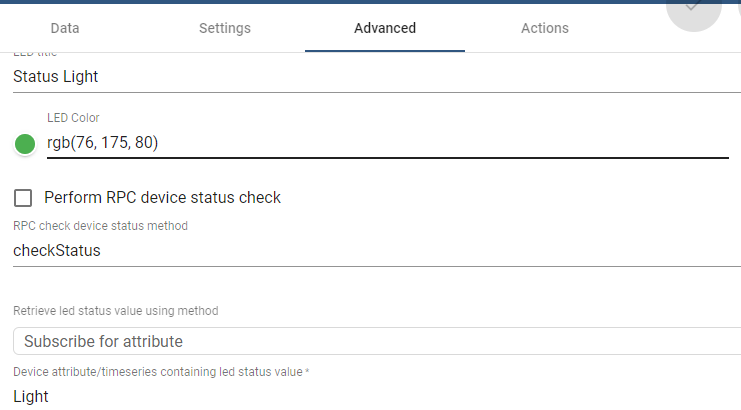 Data Settings Advanced Actions
LED title
Status Light
LED Color
rgb(76, 175, 80)
Perform RPC device status check
RPC check device status method
checkStatus
Retrieve led status value using method
Subscribe for attribute
Device attribute/timeseries containing led status value *
Light